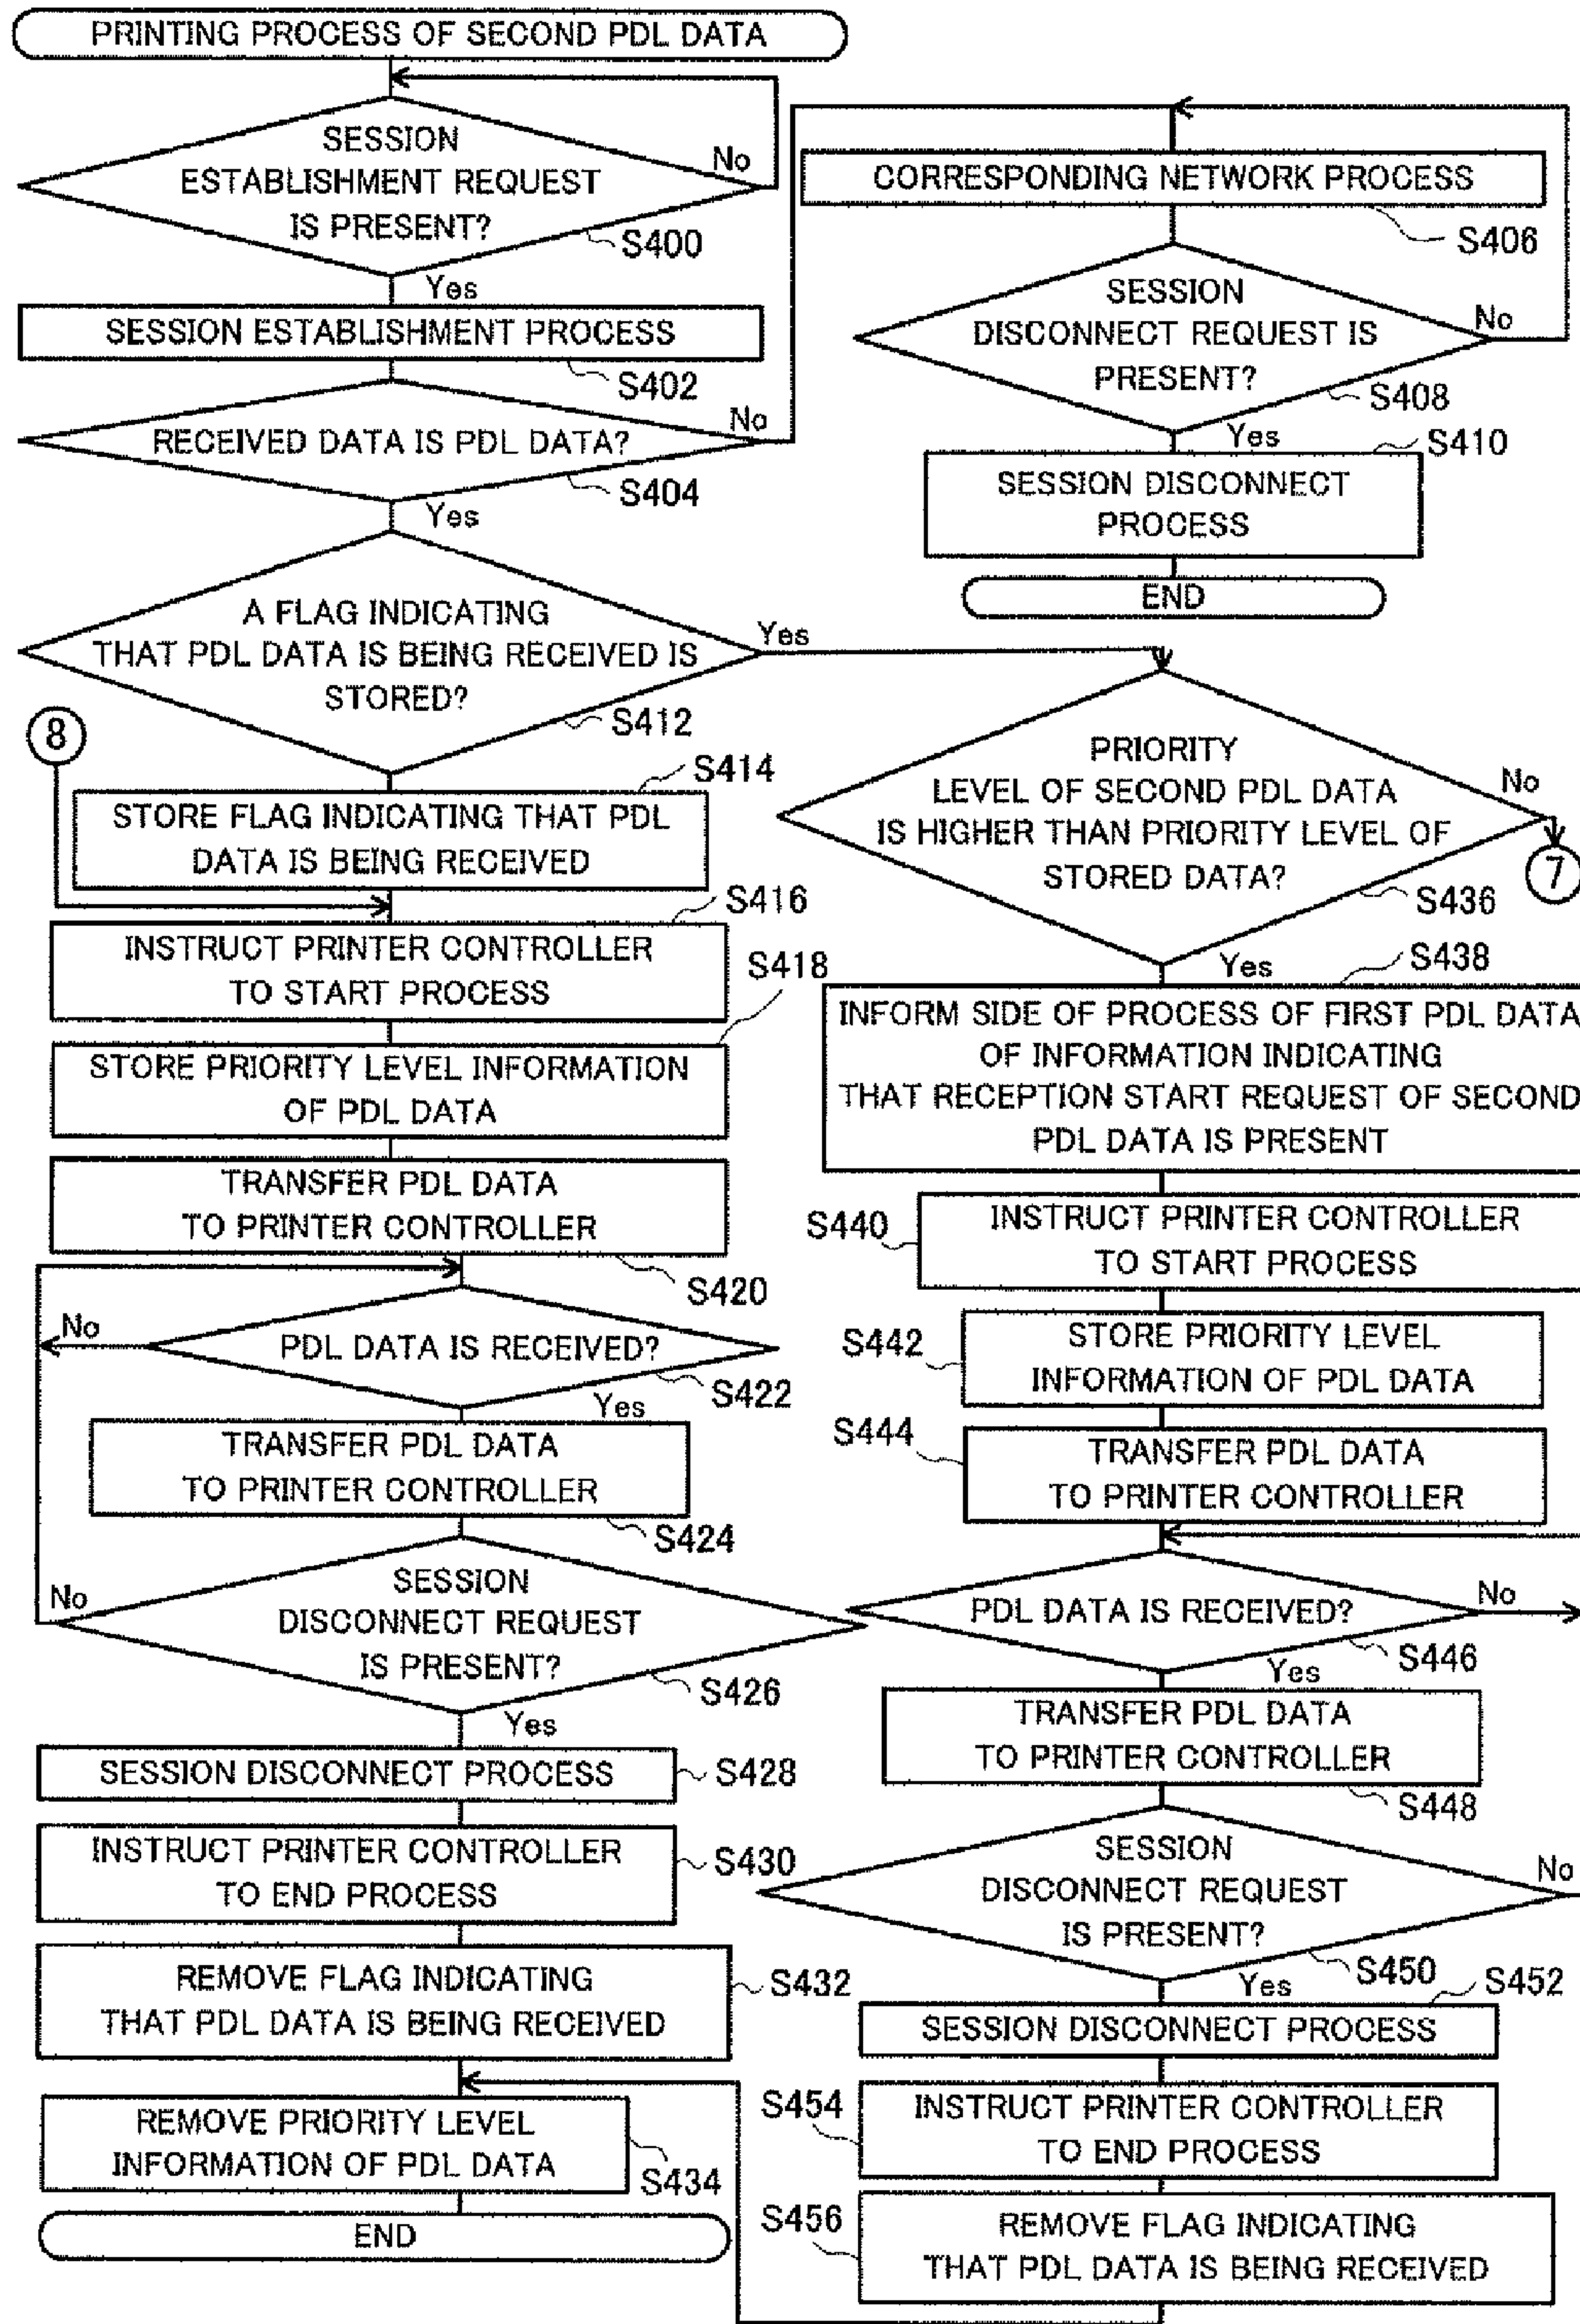 PRINTING PROCESS OF SECOND PDL DATA
SESSION
ESTABLISHMENT REQUEST
IS PRESENT?
No
S400
Yes
SESSION ESTABLISHMENT PROCESS
S402
RECEIVED DATA IS PDL DATA?
No
S404
Yes
CORRESPONDING NETWORK PROCESS
S406
SESSION
DISCONNECT REQUEST IS
PRESENT?
No
S408
Yes
S410
SESSION DISCONNECT
PROCESS
END
A FLAG INDICATING
THAT PDL DATA IS BEING RECEIVED IS
STORED?
Yes
S412
8
S414
STORE FLAG INDICATING THAT PDL
DATA IS BEING RECEIVED
S416
INSTRUCT PRINTER CONTROLLER
TO START PROCESS
S418
STORE PRIORITY LEVEL INFORMATION
OF PDL DATA
TRANSFER PDL DATA
TO PRINTER CONTROLLER
S420
No
PDL DATA IS RECEIVED?
S422
Yes
TRANSFER PDL DATA
TO PRINTER CONTROLLER
S424
No
SESSION
DISCONNECT REQUEST
IS PRESENT?
S426
Yes
SESSION DISCONNECT PROCESS
S428
INSTRUCT PRINTER CONTROLLER
TO END PROCESS
S430
REMOVE FLAG INDICATING
THAT PDL DATA IS BEING RECEIVED
S432
REMOVE PRIORITY LEVEL
INFORMATION OF PDL DATA
S434
END
PRIORITY
LEVEL OF SECOND PDL DATA
IS HIGHER THAN PRIORITY LEVEL OF
STORED DATA?
No
7
S436
Yes
S438
INFORM SIDE OF PROCESS OF FIRST PDL DATA
OF INFORMATION INDICATING
THAT RECEPTION START REQUEST OF SECOND
PDL DATA IS PRESENT
S440
INSTRUCT PRINTER CONTROLLER
TO START PROCESS
S442
STORE PRIORITY LEVEL
INFORMATION OF PDL DATA
S444
TRANSFER PDL DATA
TO PRINTER CONTROLLER
PDL DATA IS RECEIVED?
No
S446
Yes
TRANSFER PDL DATA
TO PRINTER CONTROLLER
S448
SESSION
DISCONNECT REQUEST
IS PRESENT?
No
S450
Yes
S452
SESSION DISCONNECT PROCESS
S454
INSTRUCT PRINTER CONTROLLER
TO END PROCESS
S456
REMOVE FLAG INDICATING
THAT PDL DATA IS BEING RECEIVED